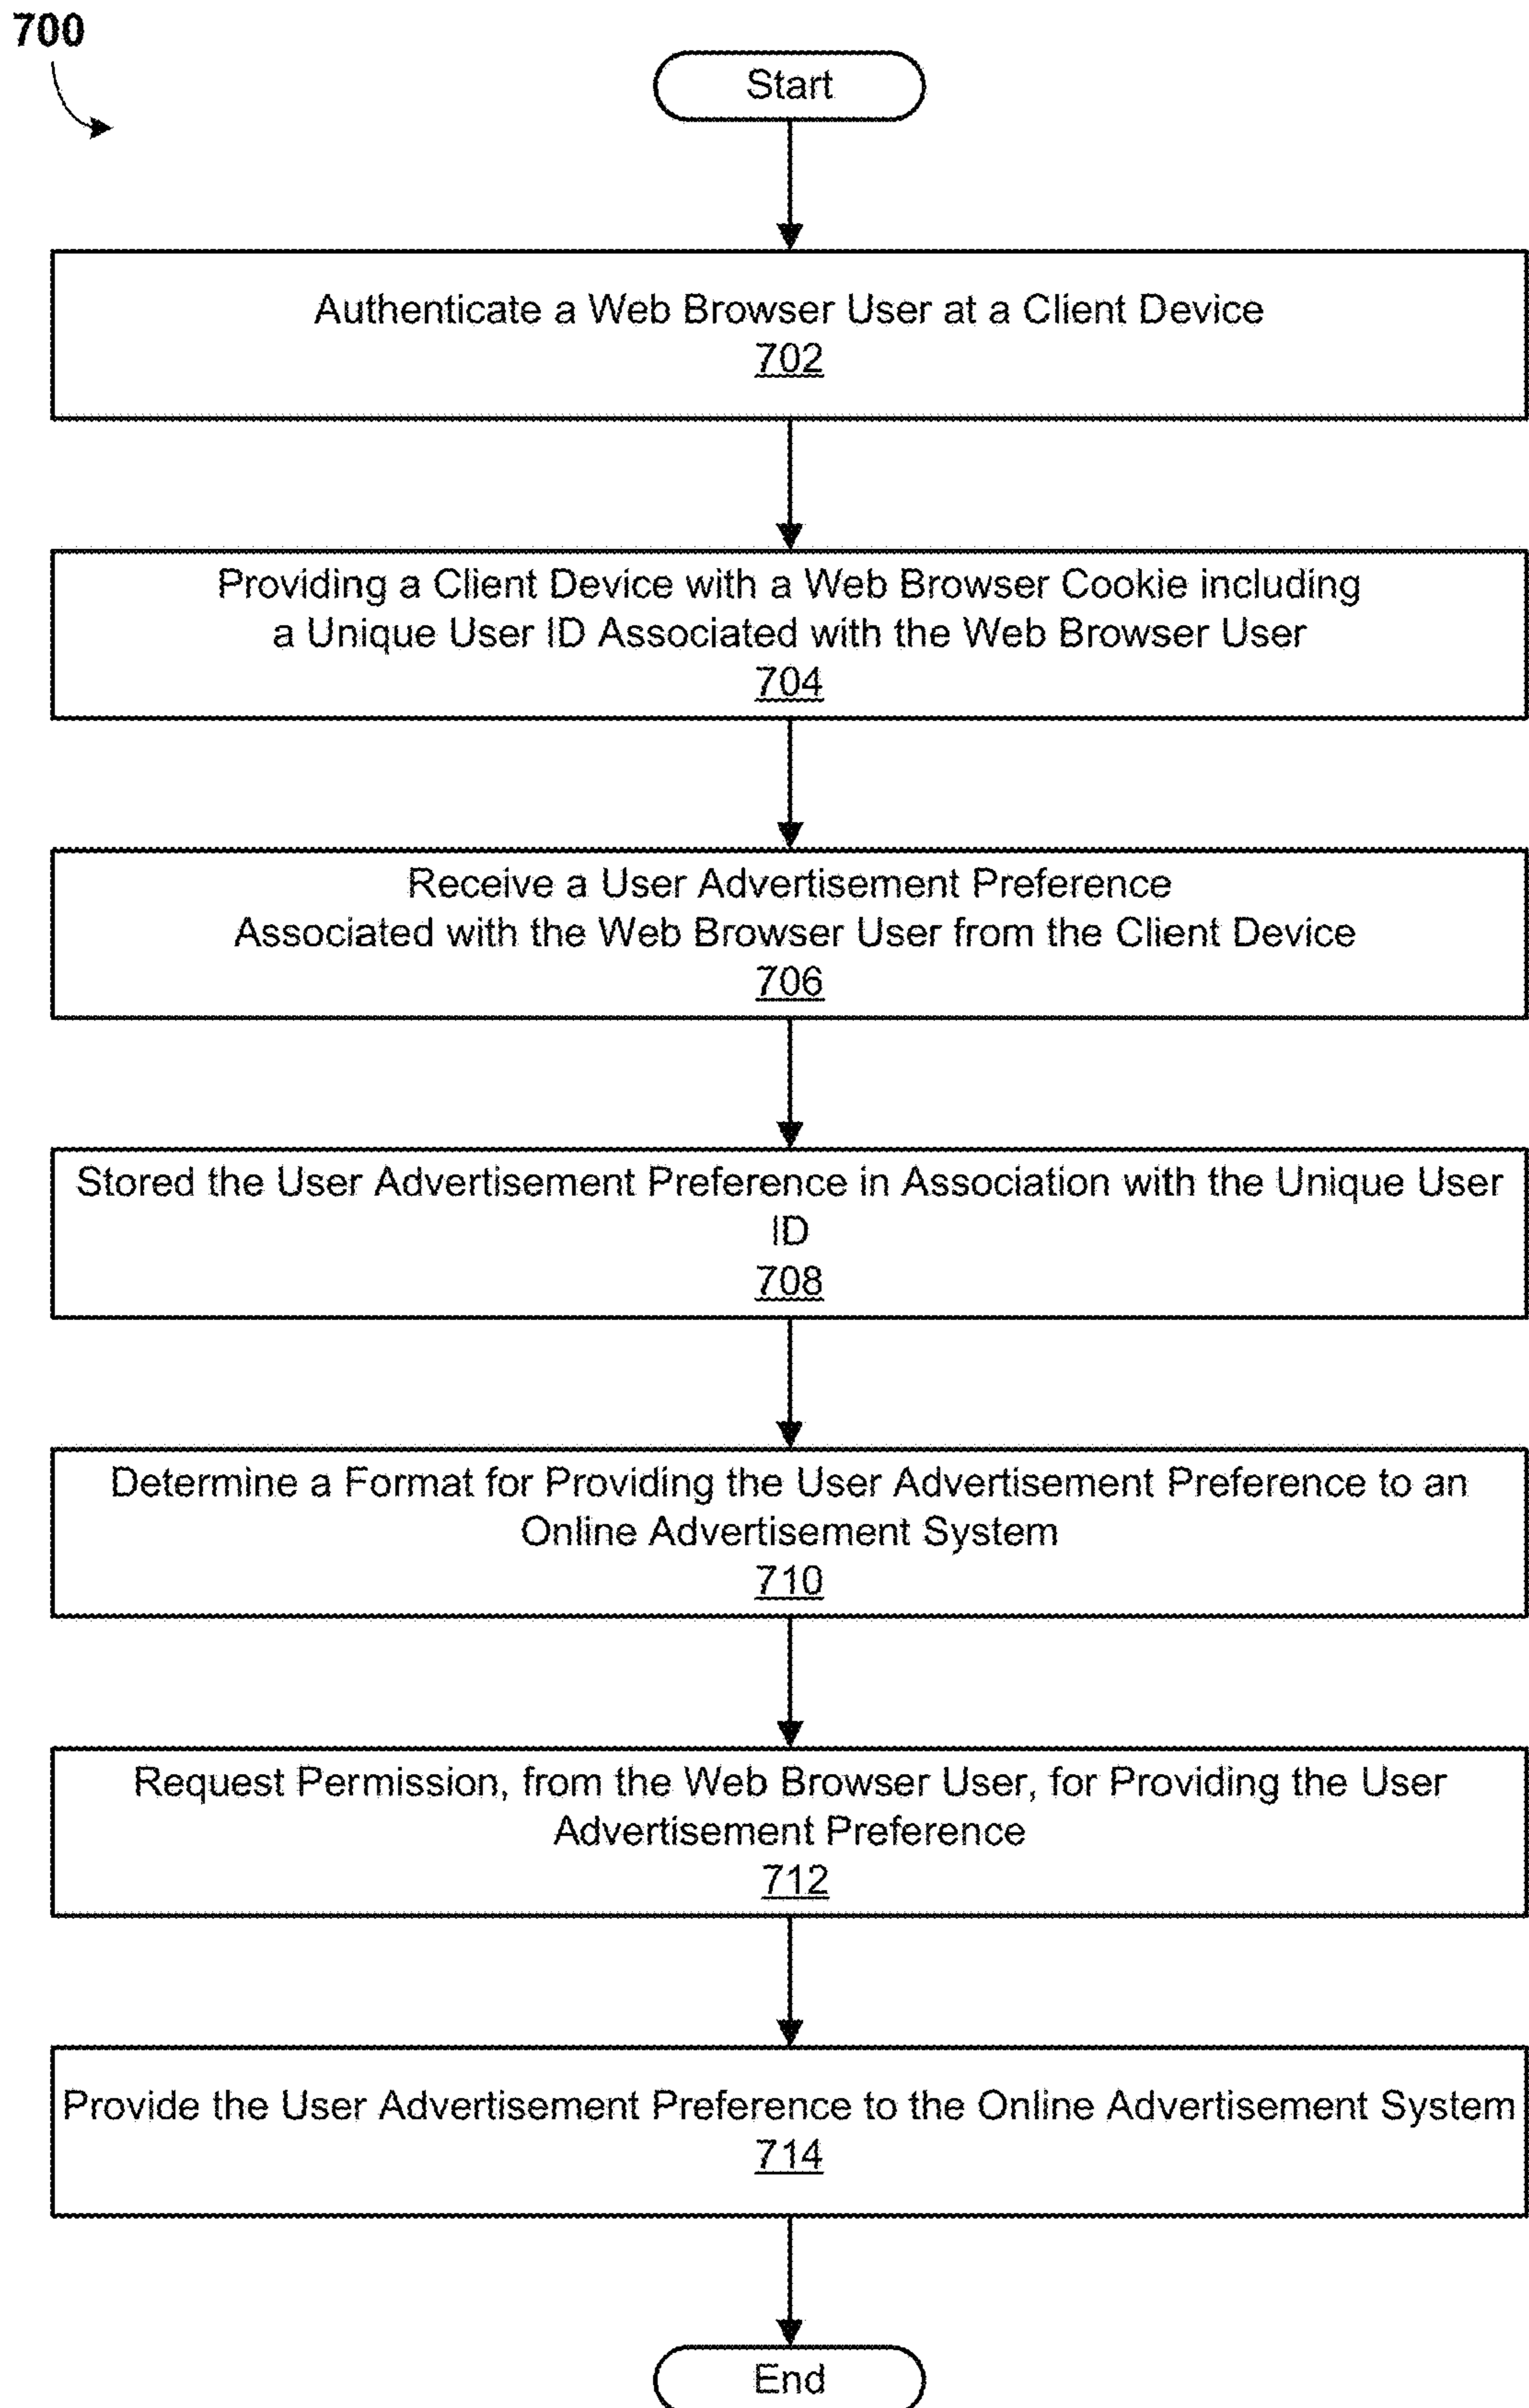 700
Start
Authenticate a Web Browser User at a Client Device
702
Providing a Client Device with a Web Browser Cookie including
a Unique User ID Associated with the Web Browser User
704
Receive a User Advertisement Preference
Associated with the Web Browser User from the Client Device
706
Stored the User Advertisement Preference in Association with the Unique User
ID
708
Determine a Format for Providing the User Advertisement Preference to an
Online Advertisement System
710
Request Permission, from the Web Browser User, for Providing the User
Advertisement Preference
712
Provide the User Advertisement Preference to the Online Advertisement System
714
End